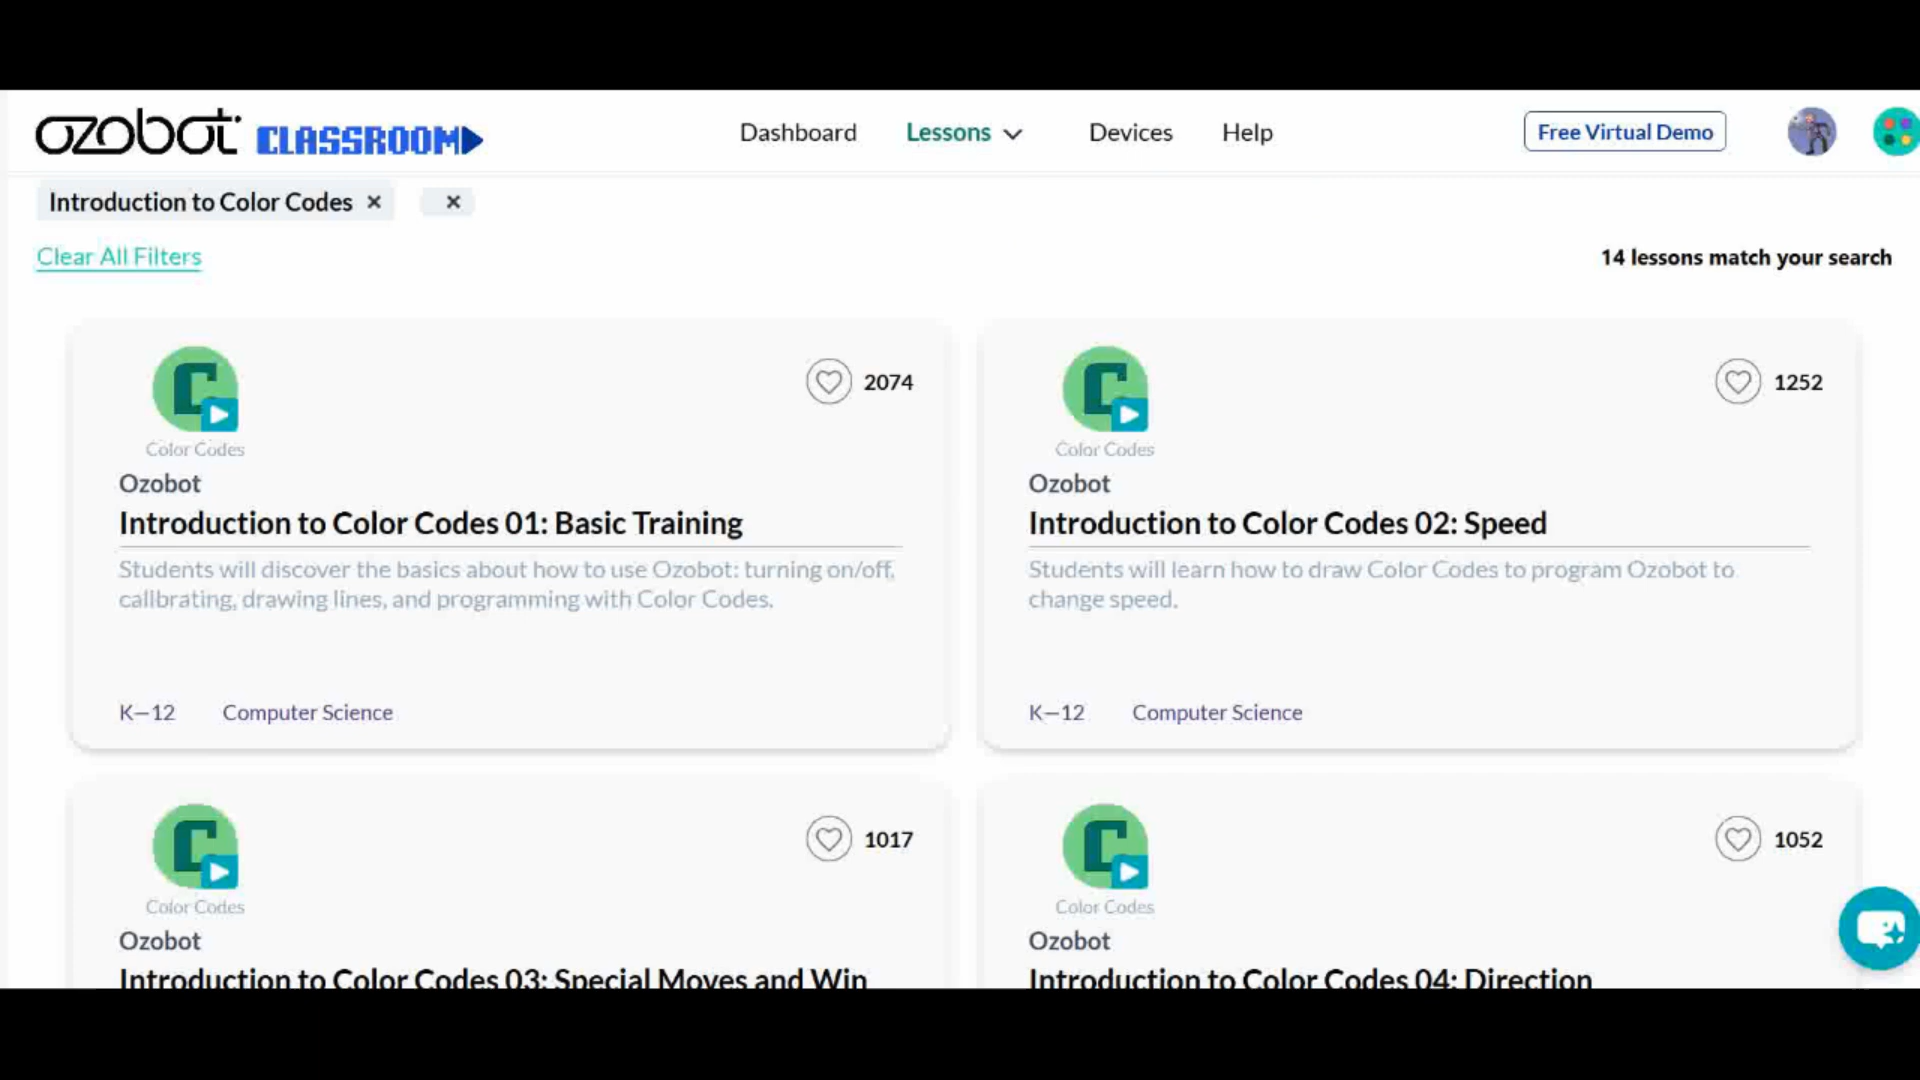 ozobot CLASSROOM
Dashboard
Lessons
Devices
Help
Free Virtual Demo
Introduction to Color Codes ×
×
Clear All Filters
14 lessons match your search
C
2074
Color Codes
Ozobot
Introduction to Color Codes 01: Basic Training
Students will discover the basics about how to use Ozobot: turning on/off,
calibrating, drawing lines, and programming with Color Codes.
K—12
Computer Science
C
1252
Color Codes
Ozobot
Introduction to Color Codes 02: Speed
Students will learn how to draw Color Codes to program Ozobot to
change speed.
K—12
Computer Science
C
1017
Color Codes
Ozobot
Introduction to Color Codes 03: Special Moves and Win
C
1052
Color Codes
Ozobot
Introduction to Color Codes 04: Direction